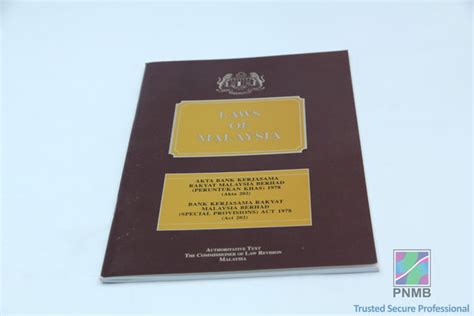 LAWS
OF
MALAYSIA
AKTA BANK KERJASAMA
RAKYAT MALAYSIA BERHAD
(PERUNTUKAN KHAS) 1978
(Akta 202)
BANK KERJASAMA RAKYAT
MALAYSIA BERHAD
(SPECIAL PROVISIONS) ACT 1978
(Act 202)
AUTHORITATIVE TEXT
THE COMMISSIONER OF LAW REVISION
MALAYSIA
PNMB
Trusted Secure Professional